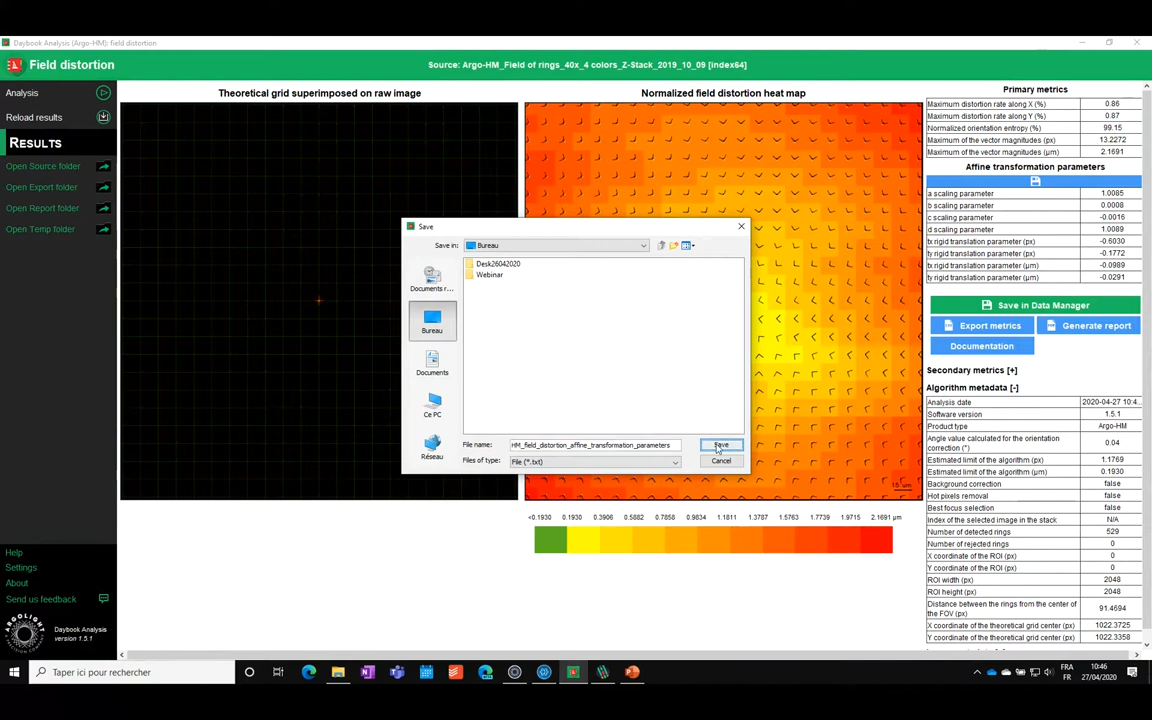 Daybook Analysis (Argo-HM): field distortion
Field distortion
Source: Argo-HM_Field of rings_40x_4 colors_Z-Stack_2019_10_09 [index64]
Analysis
Reload results
RESULTS
Open Source folder
Open Export folder
Open Report folder
Open Temp folder
Help
Settings
About
Send us feedback
ARGOLIGHT
Daybook Analysis
version 1.5.1
Theoretical grid superimposed on raw image
Normalized field distortion heat map
15 µm
<0.1930 0.1930 0.3906 0.5882 0.7858 0.9834 1.1811 1.3787 1.5763 1.7739 1.9715 2.1691 µm
Save
Save in: Bureau
Desk26042020
Webinar
Documents r...
Bureau
Documents
Ce PC
Réseau
File name: HM_field_distortion_affine_transformation_parameters Save
Files of type: File (*.txt) Cancel
Primary metrics
Maximum distortion rate along X (%) 0.86
Maximum distortion rate along Y (%) 0.87
Normalized orientation entropy (%) 99.15
Maximum of the vector magnitudes (px) 13.2272
Maximum of the vector magnitudes (µm) 2.1691
Affine transformation parameters
a scaling parameter 1.0085
b scaling parameter 0.0008
c scaling parameter -0.0016
d scaling parameter 1.0089
tx rigid translation parameter (px) -0.6030
ty rigid translation parameter (px) -0.1772
tx rigid translation parameter (µm) -0.0989
ty rigid translation parameter (µm) -0.0291
Save in Data Manager
Export metrics Generate report
Documentation
Secondary metrics [+]
Algorithm metadata [-]
Analysis date 2020-04-27 10:4...
Software version 1.5.1
Product type Argo-HM
Angle value calculated for the orientation
correction (°) 0.04
Estimated limit of the algorithm (px) 1.1769
Estimated limit of the algorithm (µm) 0.1930
Background correction false
Hot pixels removal false
Best focus selection false
Index of the selected image in the stack N/A
Number of detected rings 529
Number of rejected rings 0
X coordinate of the ROI (px) 0
Y coordinate of the ROI (px) 0
ROI width (px) 2048
ROI height (px) 2048
Distance between the rings from the center of
the FOV (px) 91.4694
X coordinate of the theoretical grid center (px) 1022.3725
Y coordinate of the theoretical grid center (px) 1022.3358
Taper ici pour rechercher
FRA 10:46
FR 27/04/2020